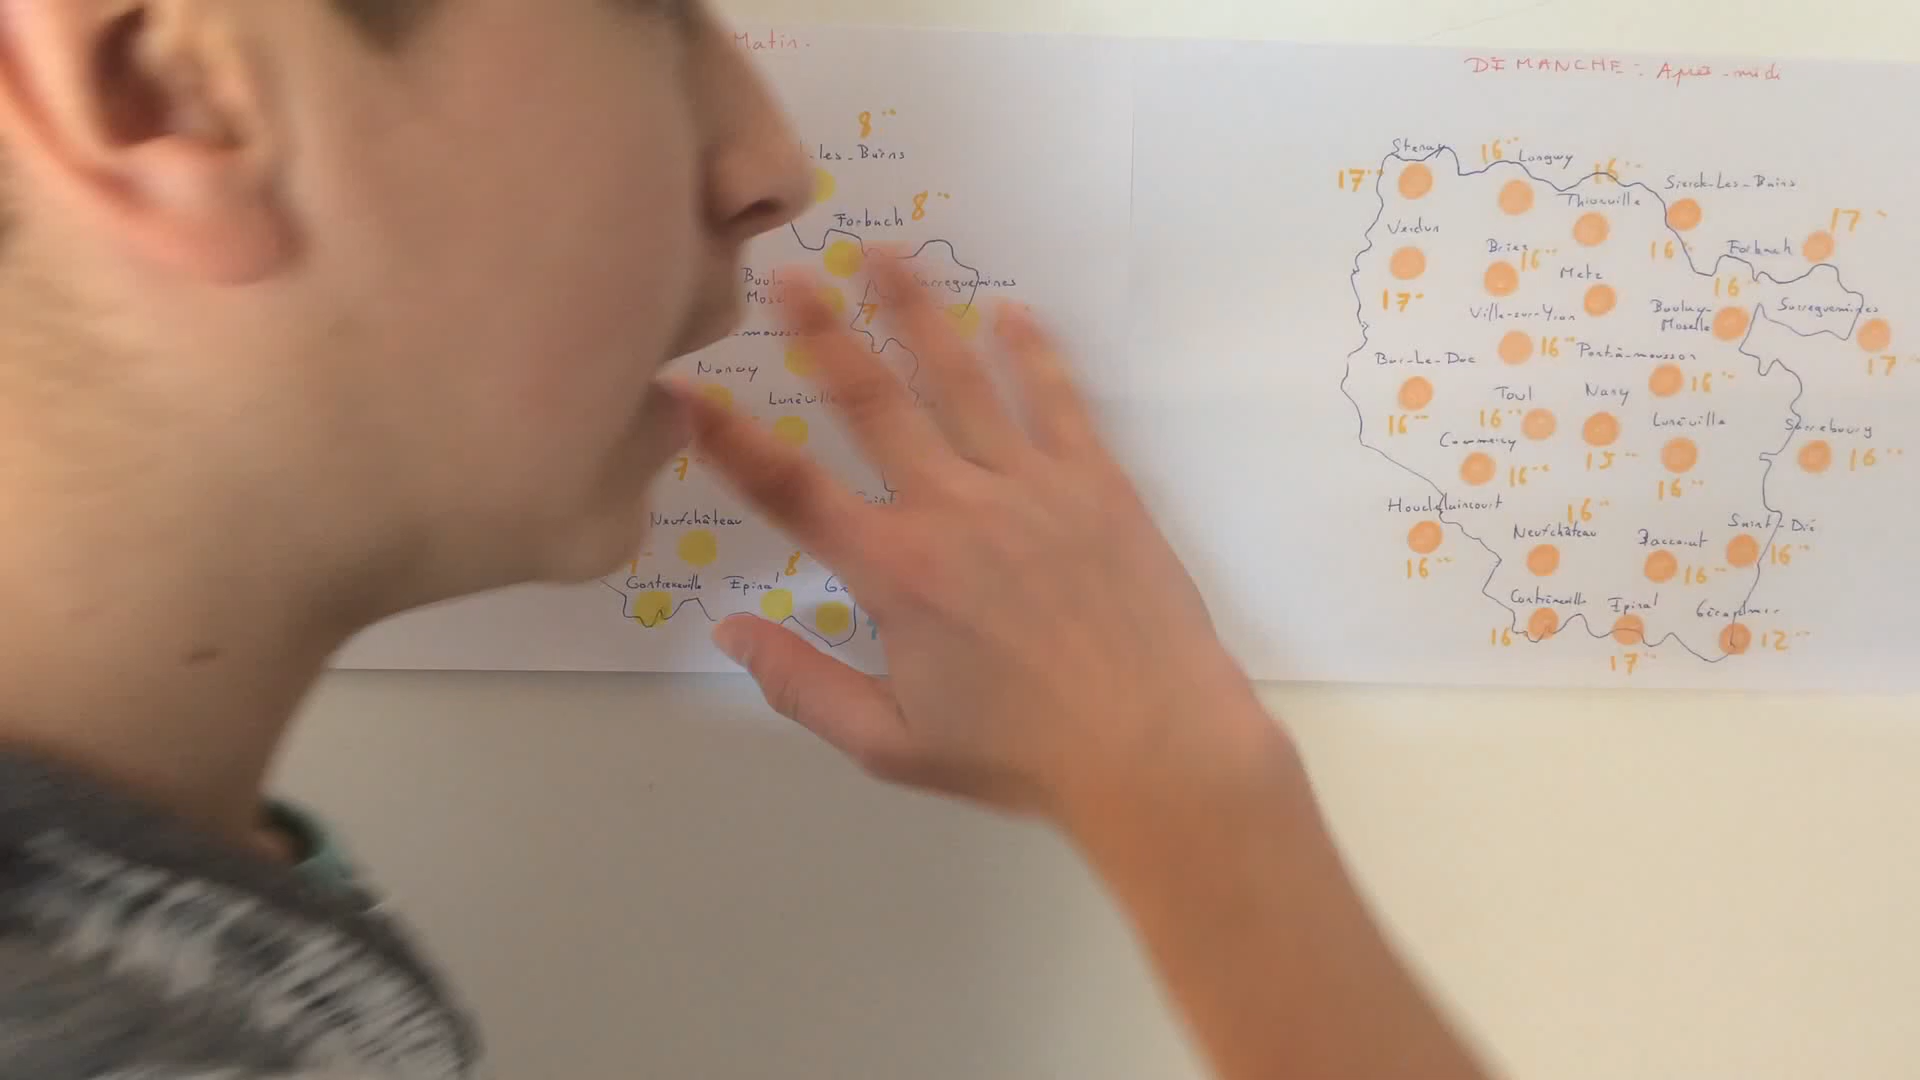 Matin.
8
les-Bains
Forbach 8
Sarreguemines
7
Nancy
Lunéville
7
Neufchâteau
8
Contrexeville Epinal
DIMANCHE: Après-midi
Stenay 16 Longwy 16
17 Sierck-Les-Bains
Thionville 17
Verdun
Briey 16 16 Forbach
Metz 16
17 Ville-sur-Yron Boulay-Moselle Sarreguemines
Bar-Le-Duc 16 Pont-à-mousson 17
Toul Nancy 16
16 16 Lunéville Sarrebourg
Commercy 16 15 16
16
Houdelaincourt 16 Saint-Dié
Neufchâteau Baccarat 16
16 16
Contrexeville Epinal Gérardmer
16 17 12